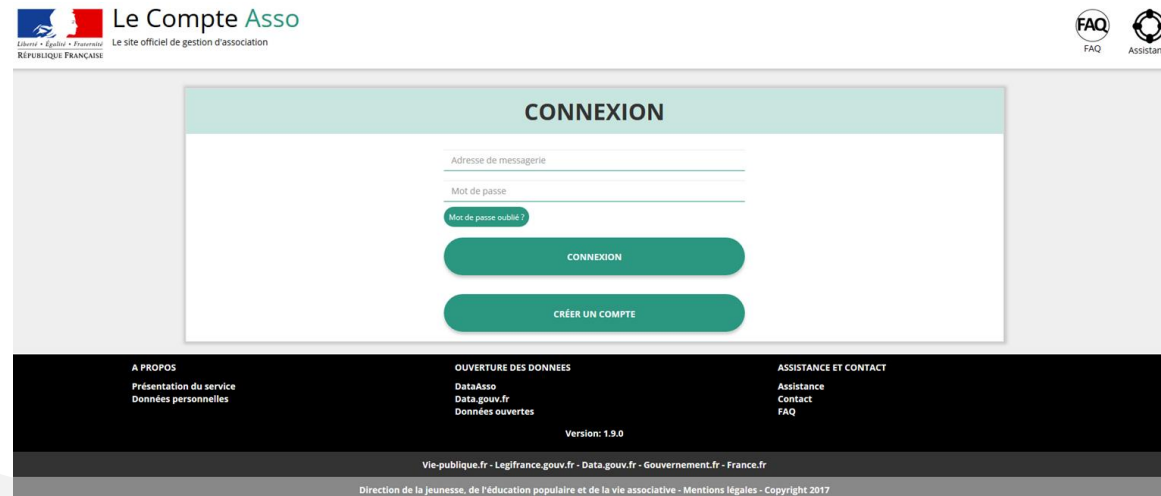 Le Compte Asso
Le site officiel de gestion d'association
Liberté • Égalité • Fraternité
RÉPUBLIQUE FRANÇAISE
FAQ
FAQ
CONNEXION
Adresse de messagerie
Mot de passe
Mot de passe oublié ?
CONNEXION
CRÉER UN COMPTE
A PROPOS
Présentation du service
Données personnelles
OUVERTURE DES DONNEES
DataAsso
Data.gouv.fr
Données ouvertes
ASSISTANCE ET CONTACT
Assistance
Contact
FAQ
Version: 1.9.0
Vie-publique.fr - Legifrance.gouv.fr - Data.gouv.fr - Gouvernement.fr - France.fr
Direction de la jeunesse, de l'éducation populaire et de la vie associative - Mentions légales - Copyright 2017